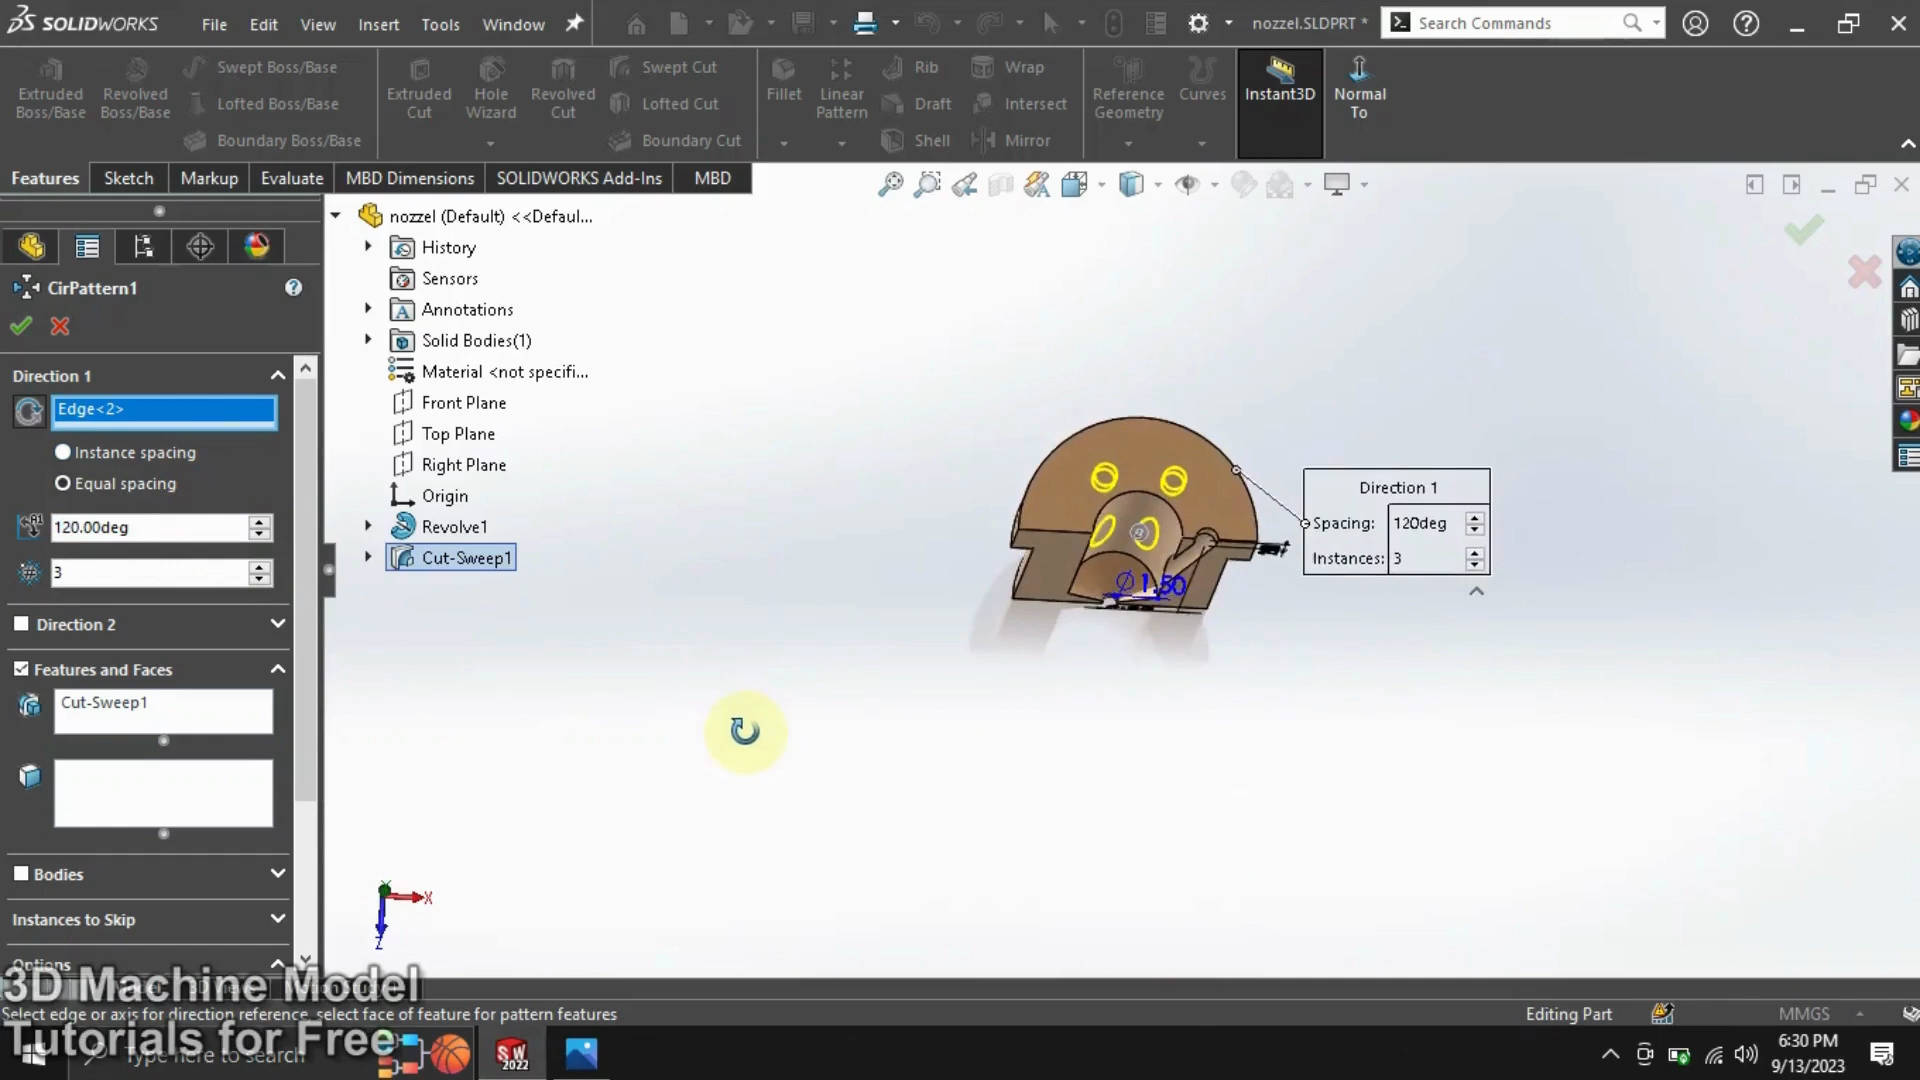 SOLIDWORKS File Edit View Insert Tools Window nozzel.SLDPRT * Search Commands
Extruded Boss/Base
Revolved Boss/Base
Swept Boss/Base
Lofted Boss/Base
Boundary Boss/Base
Extruded Cut
Hole Wizard
Revolved Cut
Swept Cut
Lofted Cut
Boundary Cut
Fillet
Linear Pattern
Rib
Draft
Shell
Wrap
Intersect
Mirror
Reference Geometry
Curves
Instant3D
Normal To
Features Sketch Markup Evaluate MBD Dimensions SOLIDWORKS Add-Ins MBD
CirPattern1
Direction 1
Edge<2>
Instance spacing
Equal spacing
120.00deg
3
Direction 2
Features and Faces
Cut-Sweep1
Bodies
Instances to Skip
Options
nozzel (Default) <<Defaul...
History
Sensors
Annotations
Solid Bodies(1)
Material <not specifi...
Front Plane
Top Plane
Right Plane
Origin
Revolve1
Cut-Sweep1
Direction 1
Spacing: 120deg
Instances: 3
∅1.50
X
Z
3D Machine Model
Tutorials for Free
Select edge or axis for direction reference, select face of feature for pattern features
Editing Part
MMGS
Type here to search
SW
2022
6:30 PM
9/13/2023